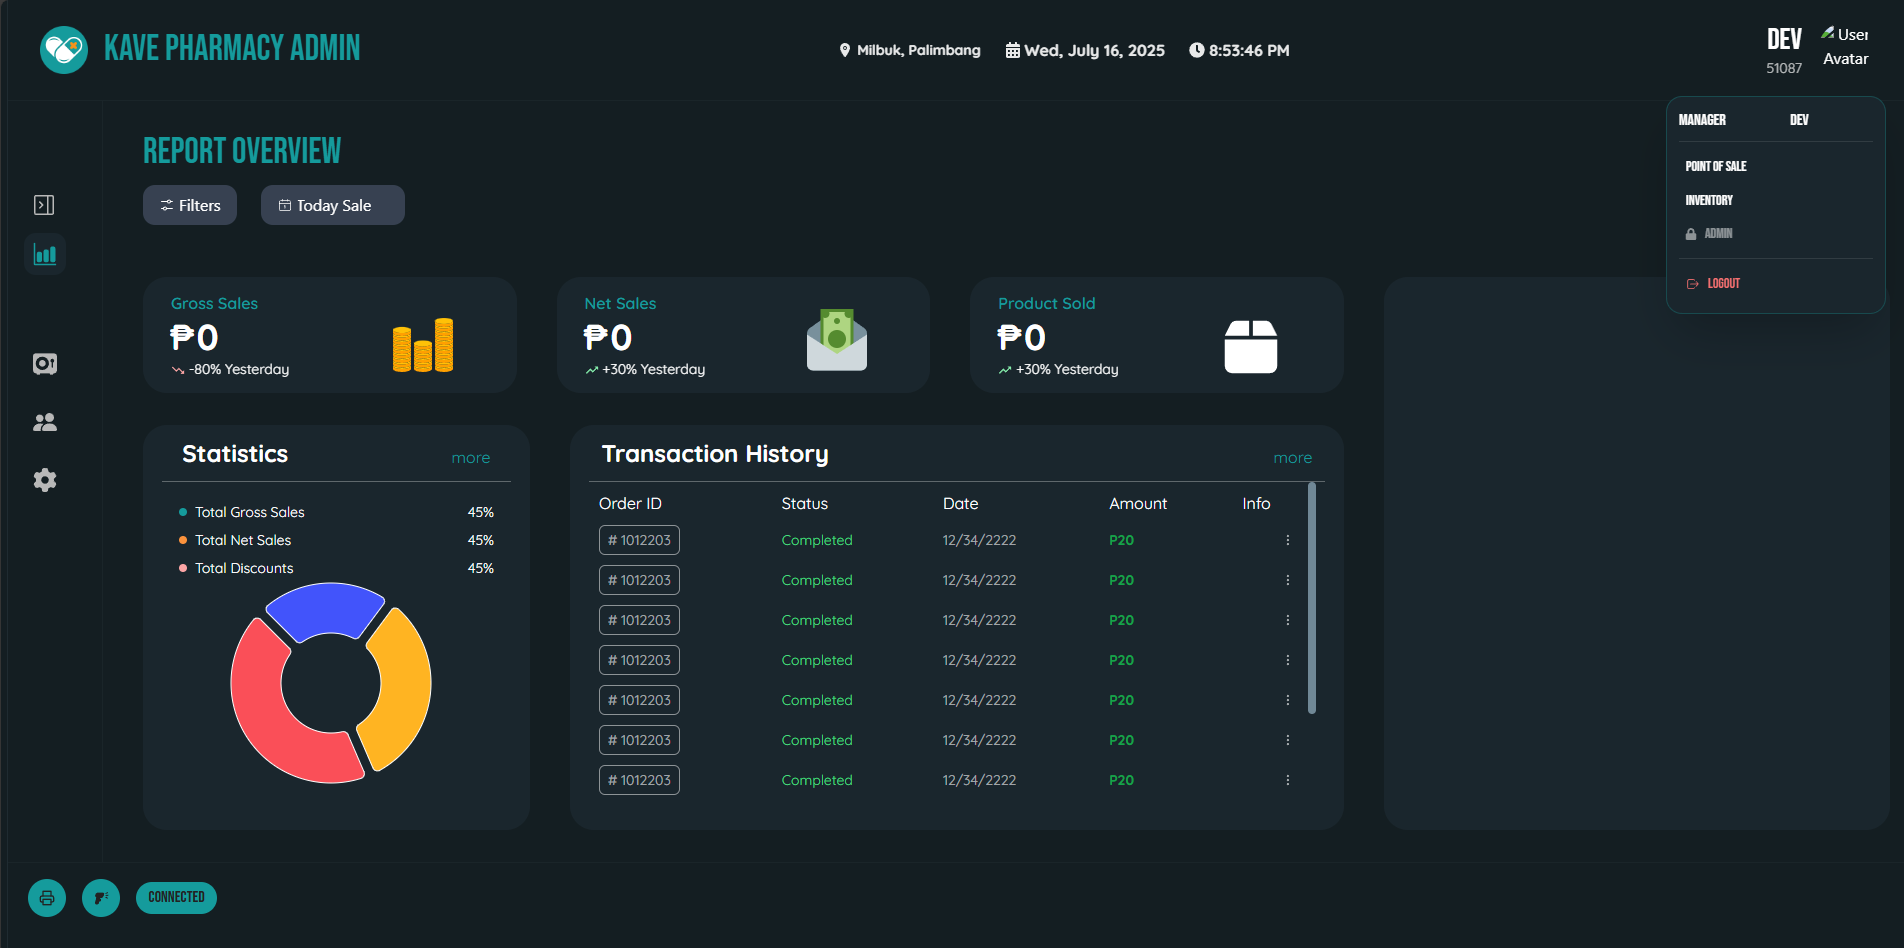 KAVE PHARMACY ADMIN
Milbuk, Palimbang
Wed, July 16, 2025
8:53:46 PM
DEV
51087
User
Avatar
MANAGER DEV
POINT OF SALE
INVENTORY
ADMIN
LOGOUT
REPORT OVERVIEW
Filters
Today Sale
Gross Sales
₱0
-80% Yesterday
Net Sales
₱0
+30% Yesterday
Product Sold
₱0
+30% Yesterday
Statistics
more
Total Gross Sales 45%
Total Net Sales 45%
Total Discounts 45%
Transaction History
more
Order ID Status Date Amount Info
# 1012203 Completed 12/34/2222 P20
# 1012203 Completed 12/34/2222 P20
# 1012203 Completed 12/34/2222 P20
# 1012203 Completed 12/34/2222 P20
# 1012203 Completed 12/34/2222 P20
# 1012203 Completed 12/34/2222 P20
# 1012203 Completed 12/34/2222 P20
CONNECTED